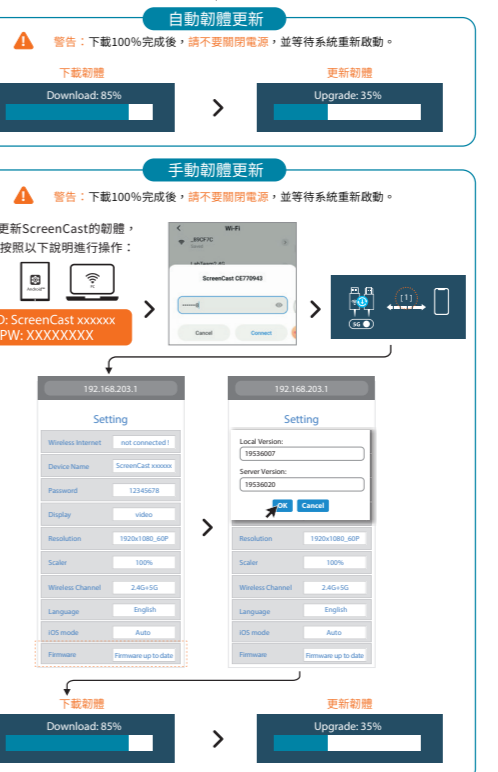 自動韌體更新
警告：下載100%完成後，請不要關閉電源，並等待系統重新啟動。
下載韌體
更新韌體
Download: 85%
Upgrade: 35%
手動韌體更新
警告：下載100%完成後，請不要關閉電源，並等待系統重新啟動。
更新ScreenCast的韌體，
按照以下說明進行操作：
Wi-Fi
Saved
ScreenCast CE770943
Cancel
Connect
Android™
PC
D: ScreenCast xxxxxx
PW: XXXXXXXX
[1]
5G
192.168.203.1
Setting
Wireless Internet
not connected !
Device Name
ScreenCast xxxxxx
Password
12345678
Display
video
Resolution
1920x1080_60P
Scaler
100%
Wireless Channel
2.4G+5G
Language
English
iOS mode
Auto
Firmware
Firmware up to date
192.168.203.1
Setting
Local Version:
19536007
Server Version:
19536020
OK
Cancel
Resolution
1920x1080_60P
Scaler
100%
Wireless Channel
2.4G+5G
Language
English
iOS mode
Auto
Firmware
Firmware up to date
下載韌體
更新韌體
Download: 85%
Upgrade: 35%